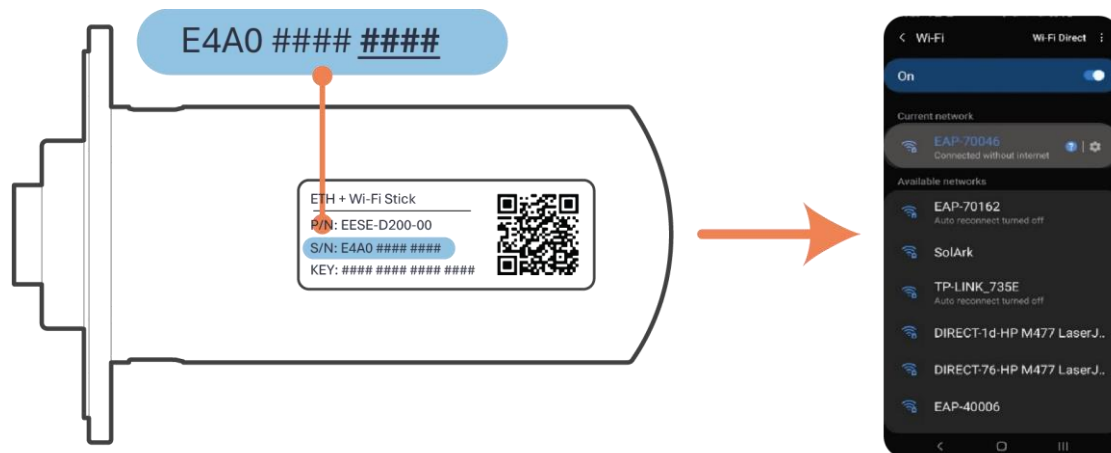 E4A0 #### ####
ETH + Wi-Fi Stick
P/N: EESE-D200-00
S/N: E4A0 #### ####
KEY: #### #### #### ####
Wi-Fi
Wi-Fi Direct
On
Current network
EAP-70046
Connected without internet
Available networks
EAP-70162
Auto reconnect turned off
SolArk
TP-LINK_735E
Auto reconnect turned off
DIRECT-1d-HP M477 LaserJ..
DIRECT-76-HP M477 LaserJ..
EAP-40006